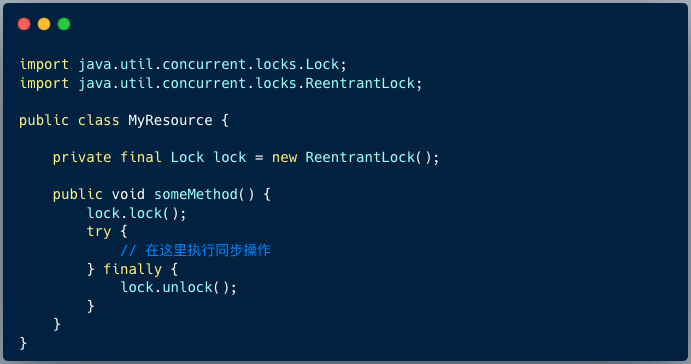 import java.util.concurrent.locks.Lock;
import java.util.concurrent.locks.ReentrantLock;

public class MyResource {

    private final Lock lock = new ReentrantLock();

    public void someMethod() {
        lock.lock();
        try {
            // 在这里执行同步操作
        } finally {
            lock.unlock();
        }
    }
}